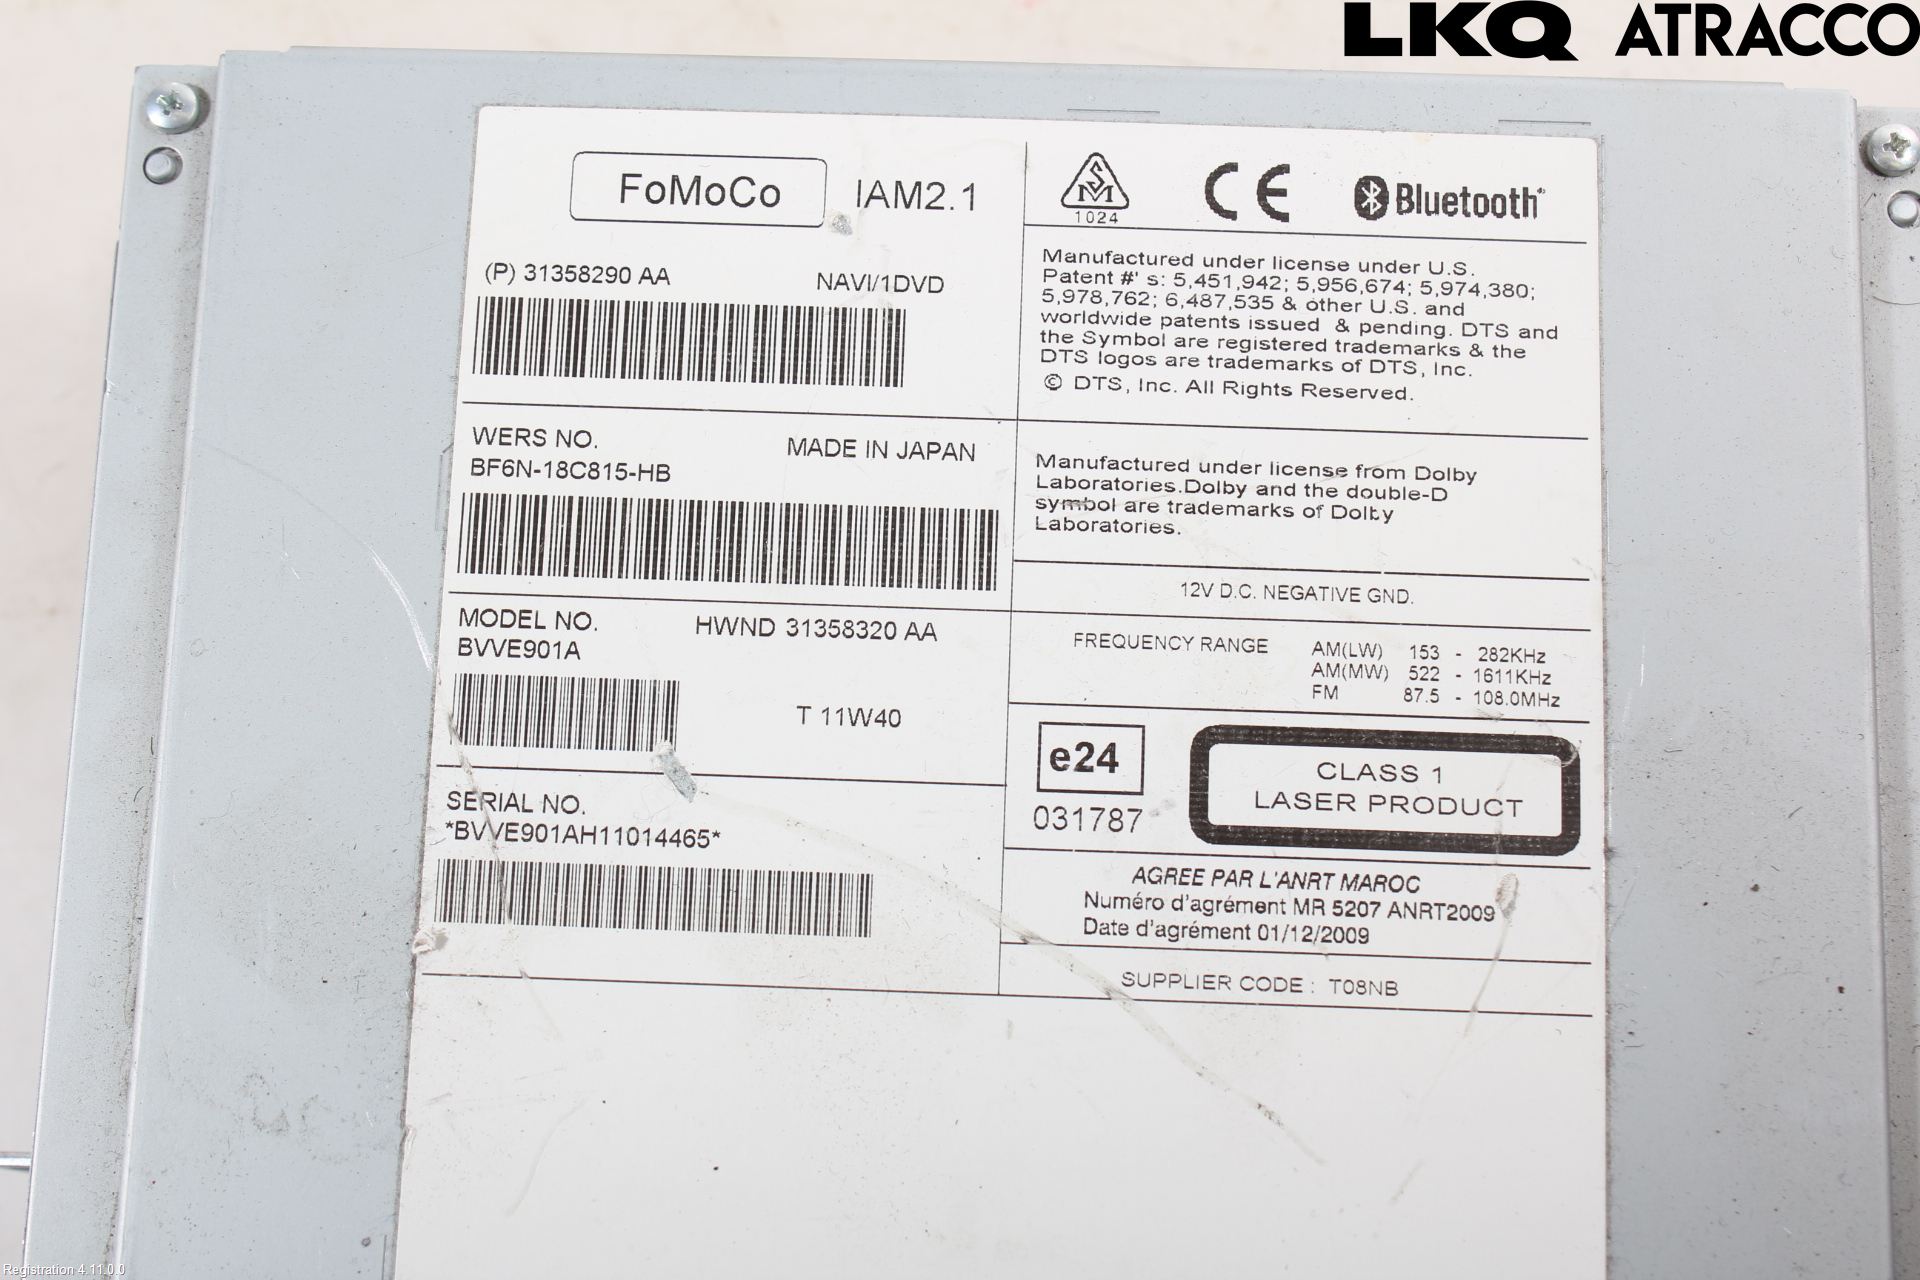 LKQ ATRACCO
FoMoCo IAM2.1
(P) 31358290 AA NAVI/1DVD
WERS NO. MADE IN JAPAN
BF6N-18C815-HB
MODEL NO. HWND 31358320 AA
BVVE901A
T 11W40
SERIAL NO.
*BVVE901AH11014465*
SM
1024
CE
Bluetooth
Manufactured under license under U.S.
Patent #' s: 5,451,942; 5,956,674; 5,974,380;
5,978,762; 6,487,535 & other U.S. and
worldwide patents issued & pending. DTS and
the Symbol are registered trademarks & the
DTS logos are trademarks of DTS, Inc.
© DTS, Inc. All Rights Reserved.
Manufactured under license from Dolby
Laboratories.Dolby and the double-D
symbol are trademarks of Dolby
Laboratories.
12V D.C. NEGATIVE GND.
FREQUENCY RANGE AM(LW) 153 - 282KHz
AM(MW) 522 - 1611KHz
FM 87.5 - 108.0MHz
e24
031787
CLASS 1
LASER PRODUCT
AGREE PAR L'ANRT MAROC
Numéro d'agrément MR 5207 ANRT2009
Date d'agrément 01/12/2009
SUPPLIER CODE : T08NB
Registration 4.11.0.0